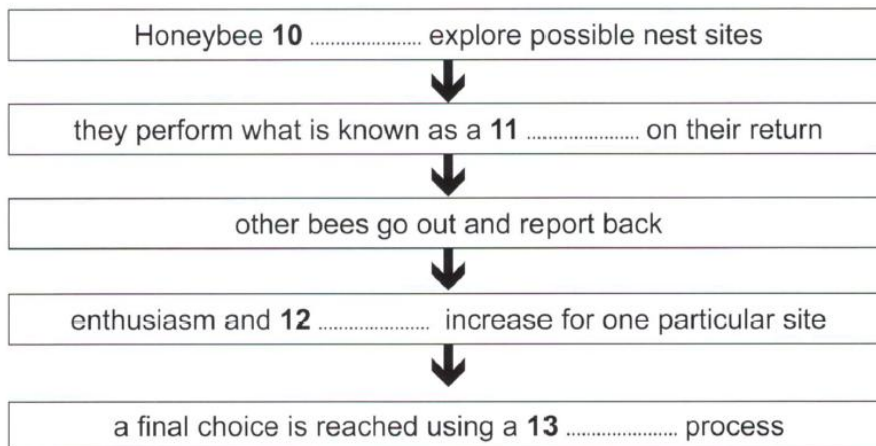 Honeybee 10 ..................... explore possible nest sites
they perform what is known as a 11 ..................... on their return
other bees go out and report back
enthusiasm and 12 ..................... increase for one particular site
a final choice is reached using a 13 ..................... process